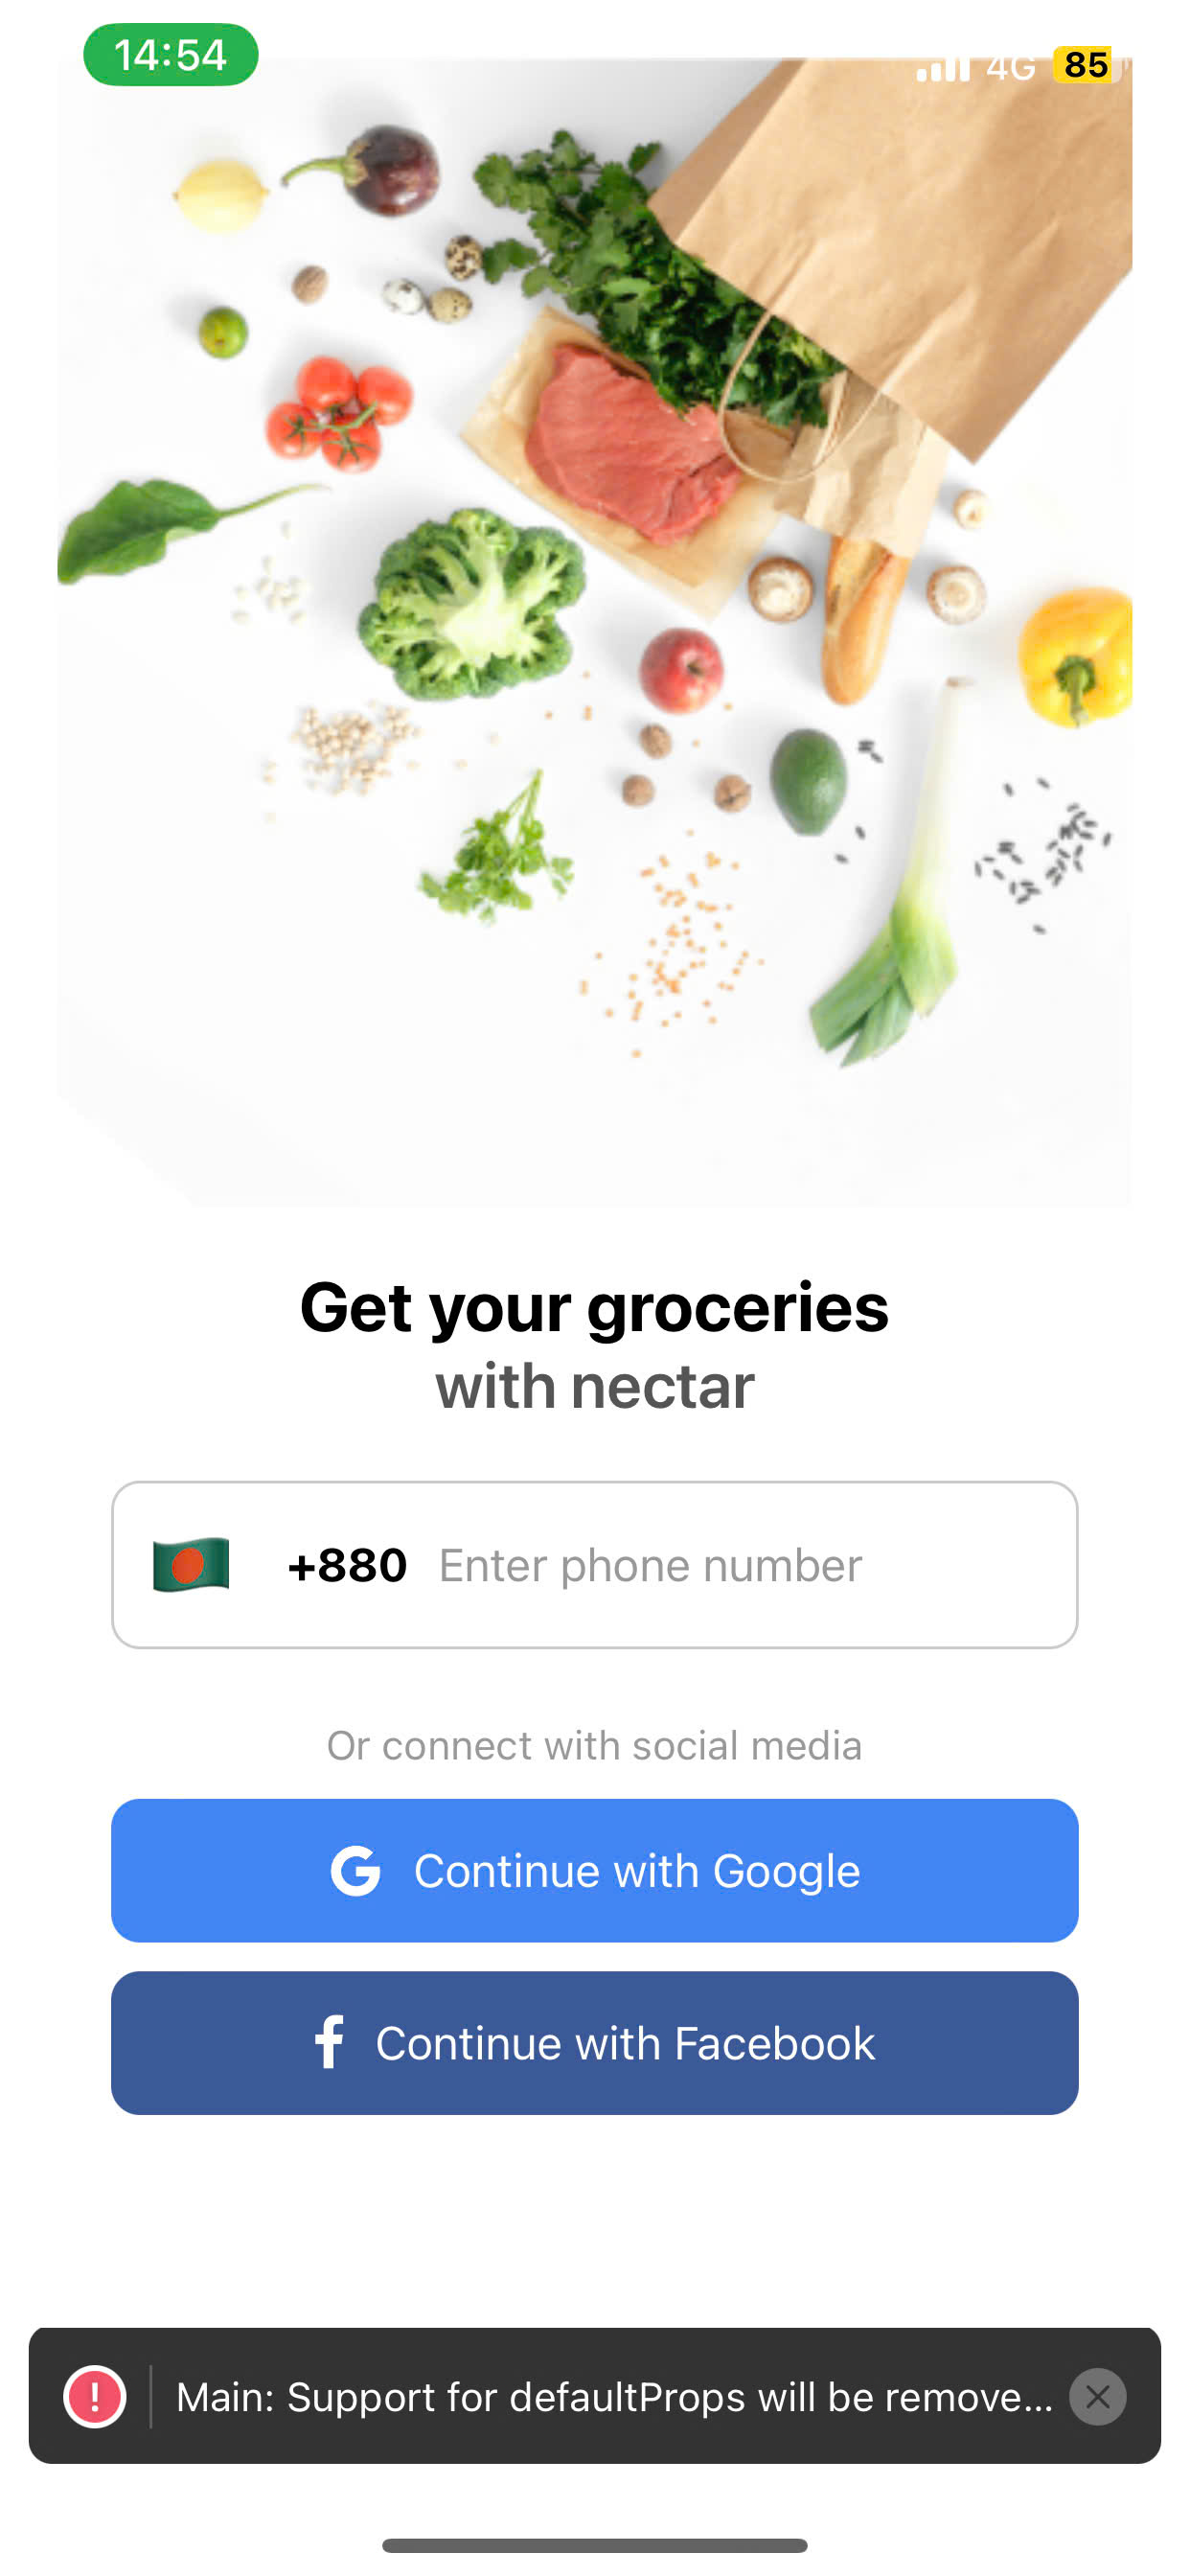 14:54
4G
85
Get your groceries
with nectar
+880 Enter phone number
Or connect with social media
Continue with Google
Continue with Facebook
Main: Support for defaultProps will be remove...